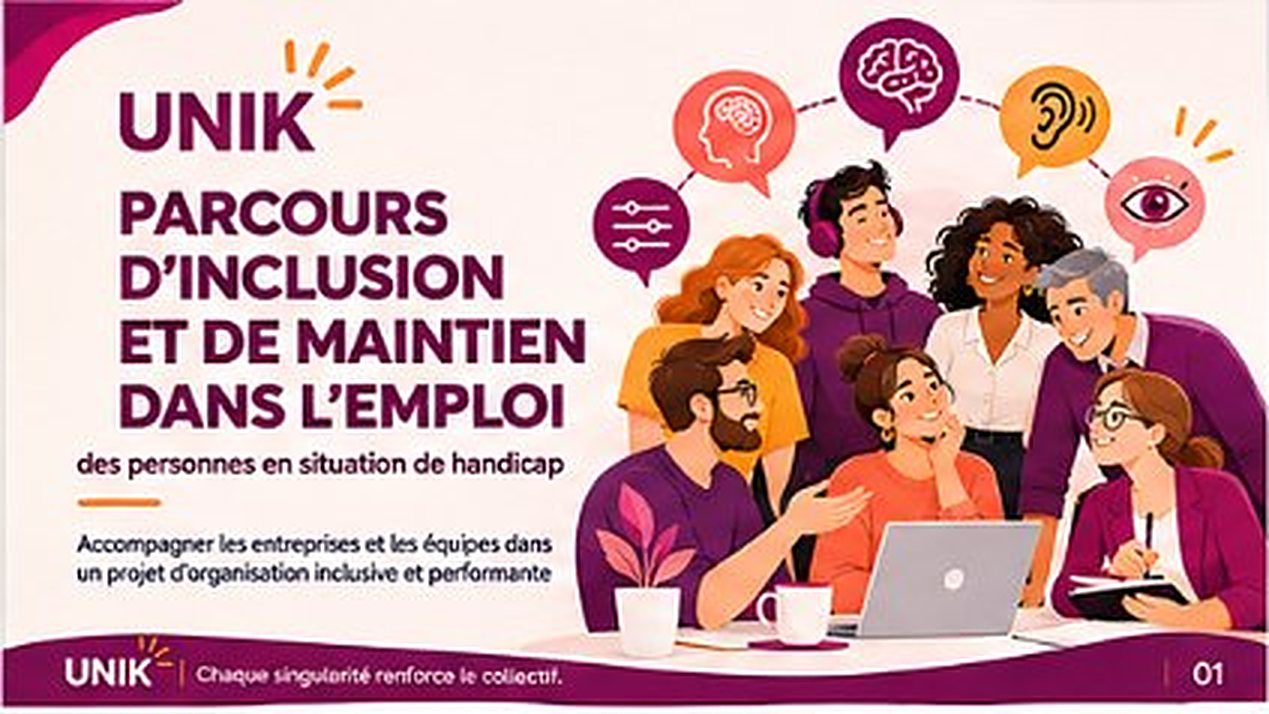 UNIK
PARCOURS
D'INCLUSION
ET DE MAINTIEN
DANS L'EMPLOI
des personnes en situation de handicap
Accompagner les entreprises et les équipes dans
un projet d'organisation inclusive et performante
UNIK | Chaque singularité renforce le collectif.
01